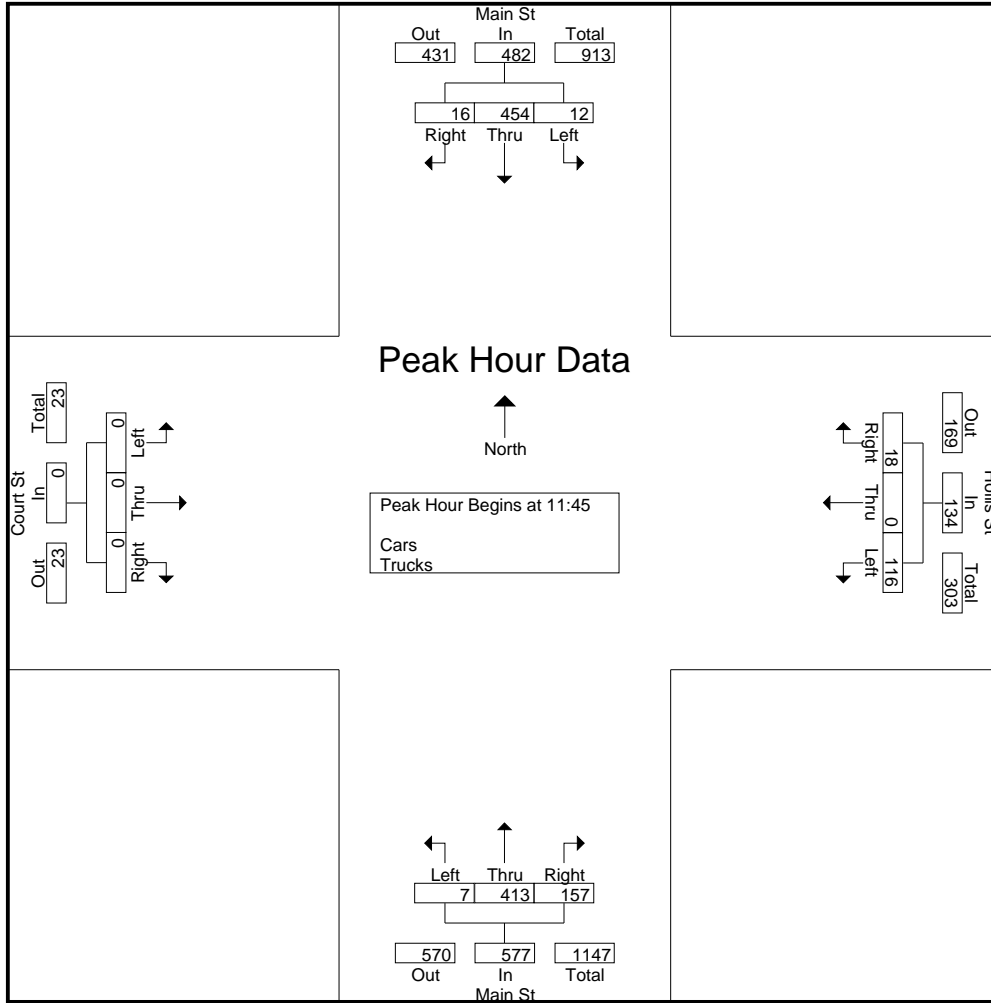 Main St
Out In Total
431 482 913
16 454 12
Right Thru Left
Peak Hour Data
North
Peak Hour Begins at 11:45
Cars
Trucks
Court St
Total In Out
23 0 23
0 0 0
Left Thru Right
Right Thru Left
18 0 116
Out In Total
169 134 303
Left Thru Right
7 413 157
570 577 1147
Out In Total
Main St